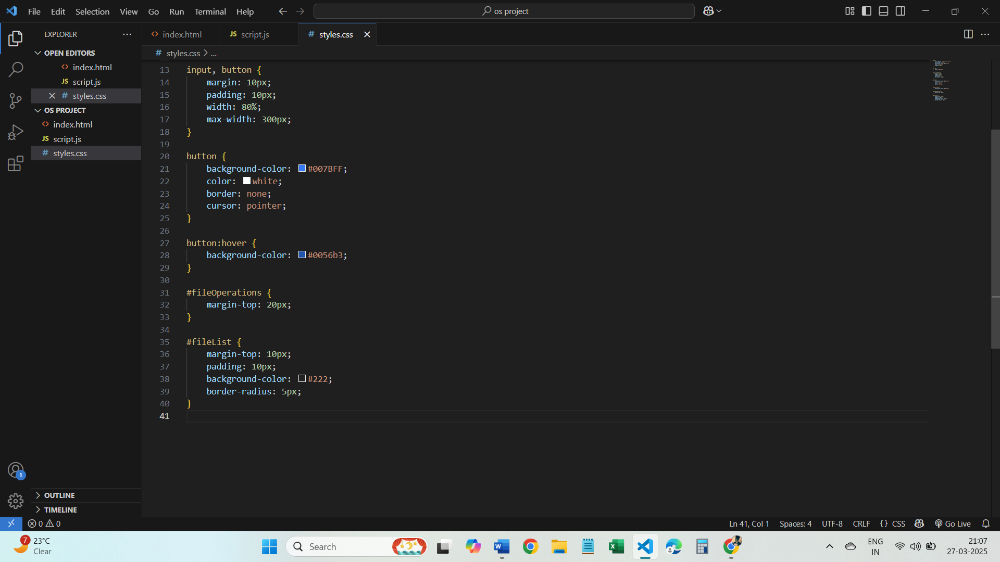 File Edit Selection View Go Run Terminal Help
os project
EXPLORER
OPEN EDITORS
<> index.html
JS script.js
# styles.css
OS PROJECT
<> index.html
JS script.js
# styles.css
OUTLINE
TIMELINE
<> index.html
JS script.js
# styles.css
# styles.css > ...
13 input, button {
14 margin: 10px;
15 padding: 10px;
16 width: 80%;
17 max-width: 300px;
18 }
19
20 button {
21 background-color: #007BFF;
22 color: white;
23 border: none;
24 cursor: pointer;
25 }
26
27 button:hover {
28 background-color: #0056b3;
29 }
30
31 #fileOperations {
32 margin-top: 20px;
33 }
34
35 #fileList {
36 margin-top: 10px;
37 padding: 10px;
38 background-color: #222;
39 border-radius: 5px;
40 }
41
1
0 0
Ln 41, Col 1 Spaces: 4 UTF-8 CRLF {} CSS Go Live
7
23°C
Clear
Search
ENG
IN
21:07
27-03-2025